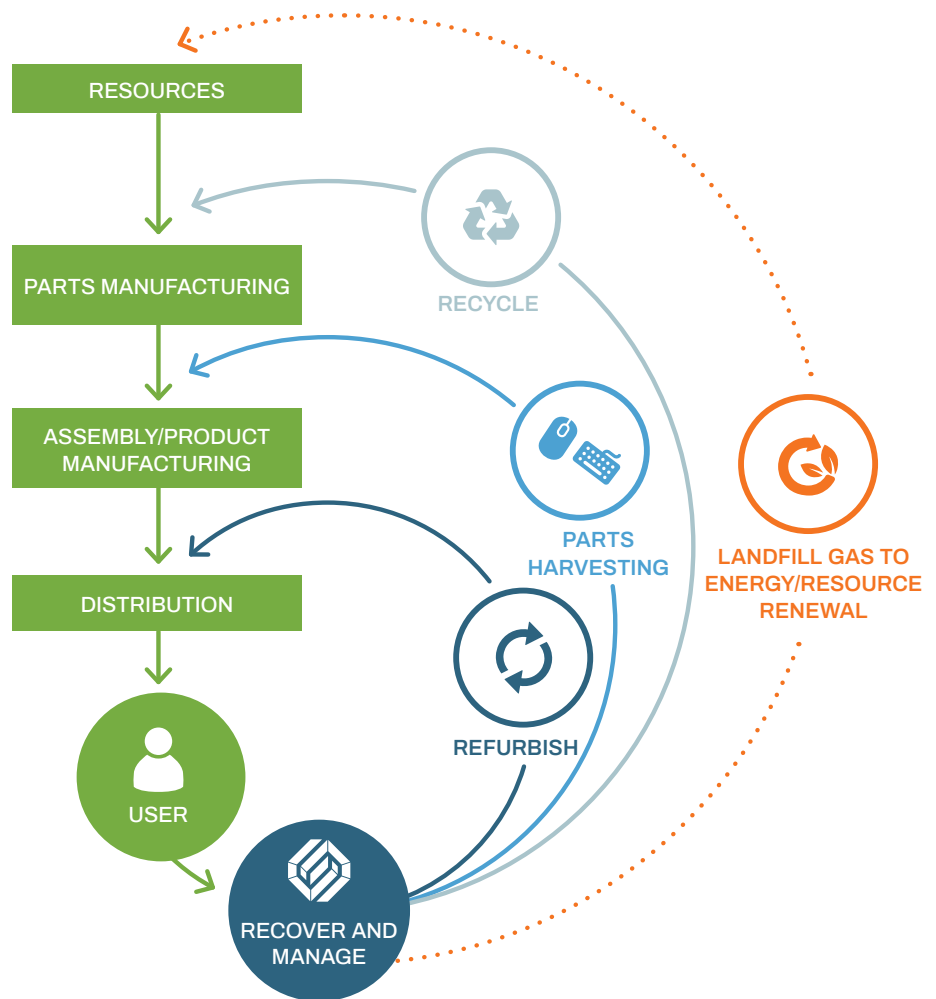 RESOURCES
RECYCLE
PARTS MANUFACTURING
ASSEMBLY/PRODUCT
MANUFACTURING
PARTS
HARVESTING
LANDFILL GAS TO
ENERGY/RESOURCE
RENEWAL
DISTRIBUTION
REFURBISH
USER
RECOVER AND
MANAGE